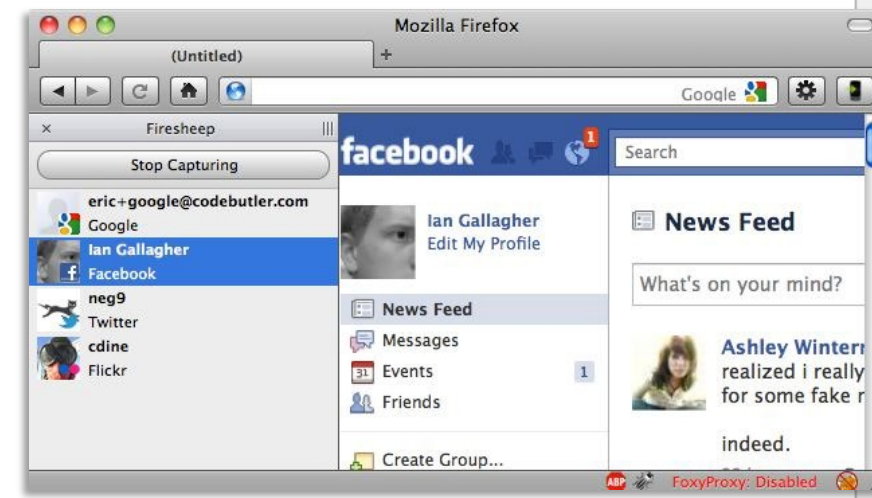 Mozilla Firefox
(Untitled)
+
Google
× Firesheep
Stop Capturing
eric+google@codebutler.com
Google
Ian Gallagher
Facebook
neg9
Twitter
cdine
Flickr
facebook 1
Search
Ian Gallagher
Edit My Profile
News Feed
Messages
31 Events 1
Friends
Create Group...
News Feed
What's on your mind?
Ashley Winter
realized i really
for some fake
indeed.
ABP FoxyProxy: Disabled